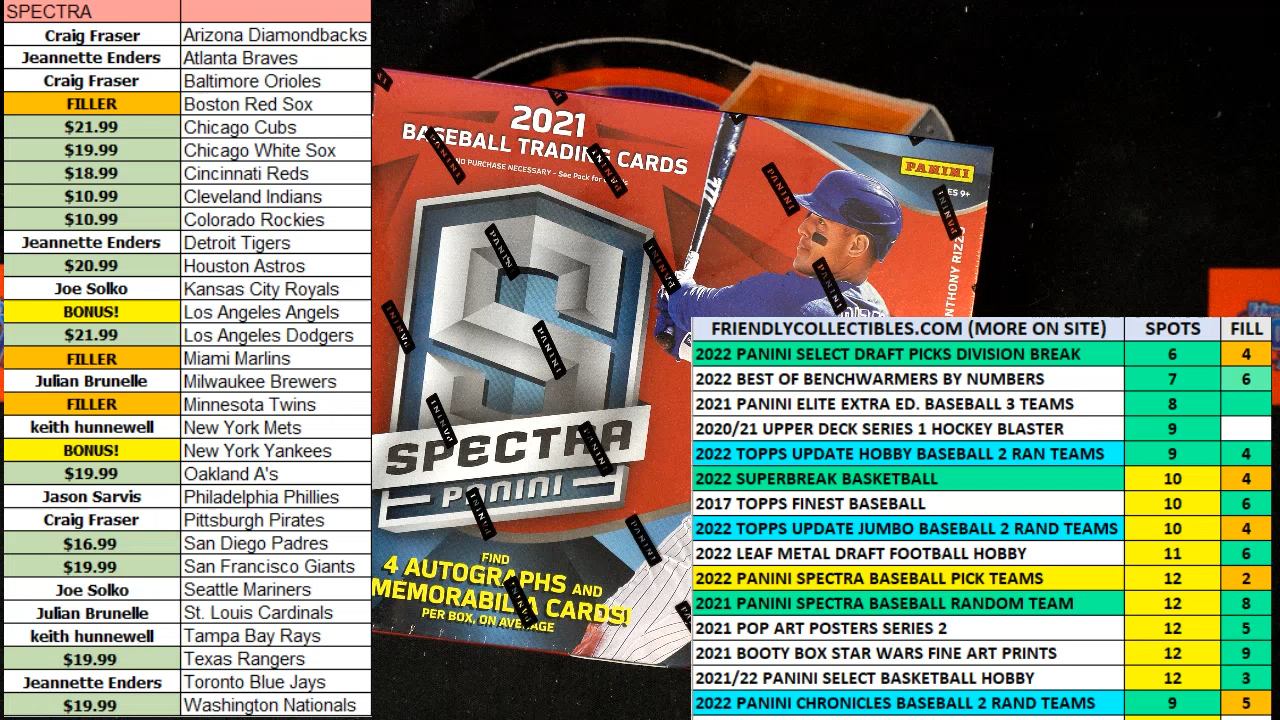 SPECTRA
Craig Fraser Arizona Diamondbacks
Jeannette Enders Atlanta Braves
Craig Fraser Baltimore Orioles
FILLER Boston Red Sox
$21.99 Chicago Cubs
$19.99 Chicago White Sox
$18.99 Cincinnati Reds
$10.99 Cleveland Indians
$10.99 Colorado Rockies
Jeannette Enders Detroit Tigers
$20.99 Houston Astros
Joe Solko Kansas City Royals
BONUS! Los Angeles Angels
$21.99 Los Angeles Dodgers
FILLER Miami Marlins
Julian Brunelle Milwaukee Brewers
FILLER Minnesota Twins
keith hunnewell New York Mets
BONUS! New York Yankees
$19.99 Oakland A's
Jason Sarvis Philadelphia Phillies
Craig Fraser Pittsburgh Pirates
$16.99 San Diego Padres
$19.99 San Francisco Giants
Joe Solko Seattle Mariners
Julian Brunelle St. Louis Cardinals
keith hunnewell Tampa Bay Rays
$19.99 Texas Rangers
Jeannette Enders Toronto Blue Jays
$19.99 Washington Nationals
2021
BASEBALL TRADING CARDS
NO PURCHASE NECESSARY - See Pack for
PANINI
AGES 9+
ANTHONY RIZZO
SPECTRA
PANINI
FIND
4 AUTOGRAPHS AND
MEMORABILIA CARDS!
PER BOX, ON AVERAGE
FRIENDLYCOLLECTIBLES.COM (MORE ON SITE) SPOTS FILL
2022 PANINI SELECT DRAFT PICKS DIVISION BREAK 6 4
2022 BEST OF BENCHWARMERS BY NUMBERS 7 6
2021 PANINI ELITE EXTRA ED. BASEBALL 3 TEAMS 8
2020/21 UPPER DECK SERIES 1 HOCKEY BLASTER 9
2022 TOPPS UPDATE HOBBY BASEBALL 2 RAN TEAMS 9 4
2022 SUPERBREAK BASKETBALL 10 4
2017 TOPPS FINEST BASEBALL 10 6
2022 TOPPS UPDATE JUMBO BASEBALL 2 RAND TEAMS 10 4
2022 LEAF METAL DRAFT FOOTBALL HOBBY 11 6
2022 PANINI SPECTRA BASEBALL PICK TEAMS 12 2
2021 PANINI SPECTRA BASEBALL RANDOM TEAM 12 8
2021 POP ART POSTERS SERIES 2 12 5
2021 BOOTY BOX STAR WARS FINE ART PRINTS 12 9
2021/22 PANINI SELECT BASKETBALL HOBBY 12 3
2022 PANINI CHRONICLES BASEBALL 2 RAND TEAMS 9 5